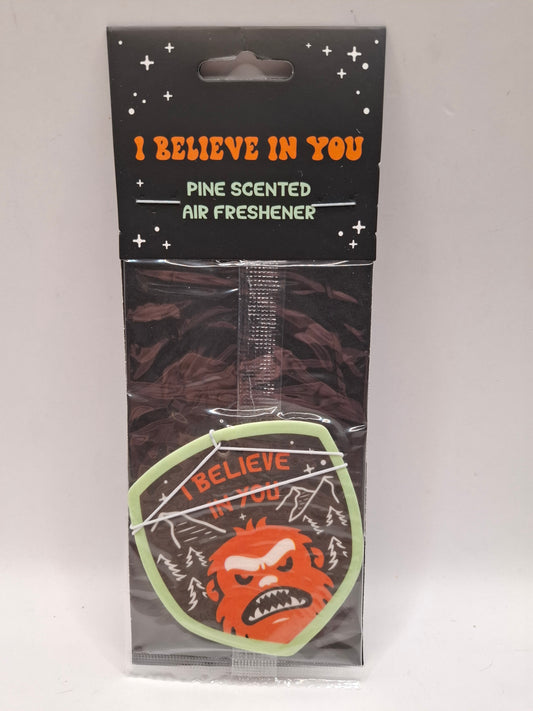 I BELIEVE IN YOU
PINE SCENTED
AIR FRESHENER
I BELIEVE
IN YOU